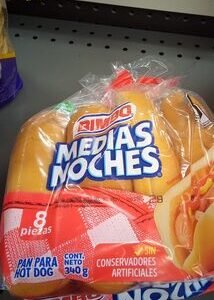 BIMBO
MEDIAS
NOCHES
8
piezas
PAN PARA
HOT DOG
CONT.
NETO
340 g
SIN
CONSERVADORES
ARTIFICIALES